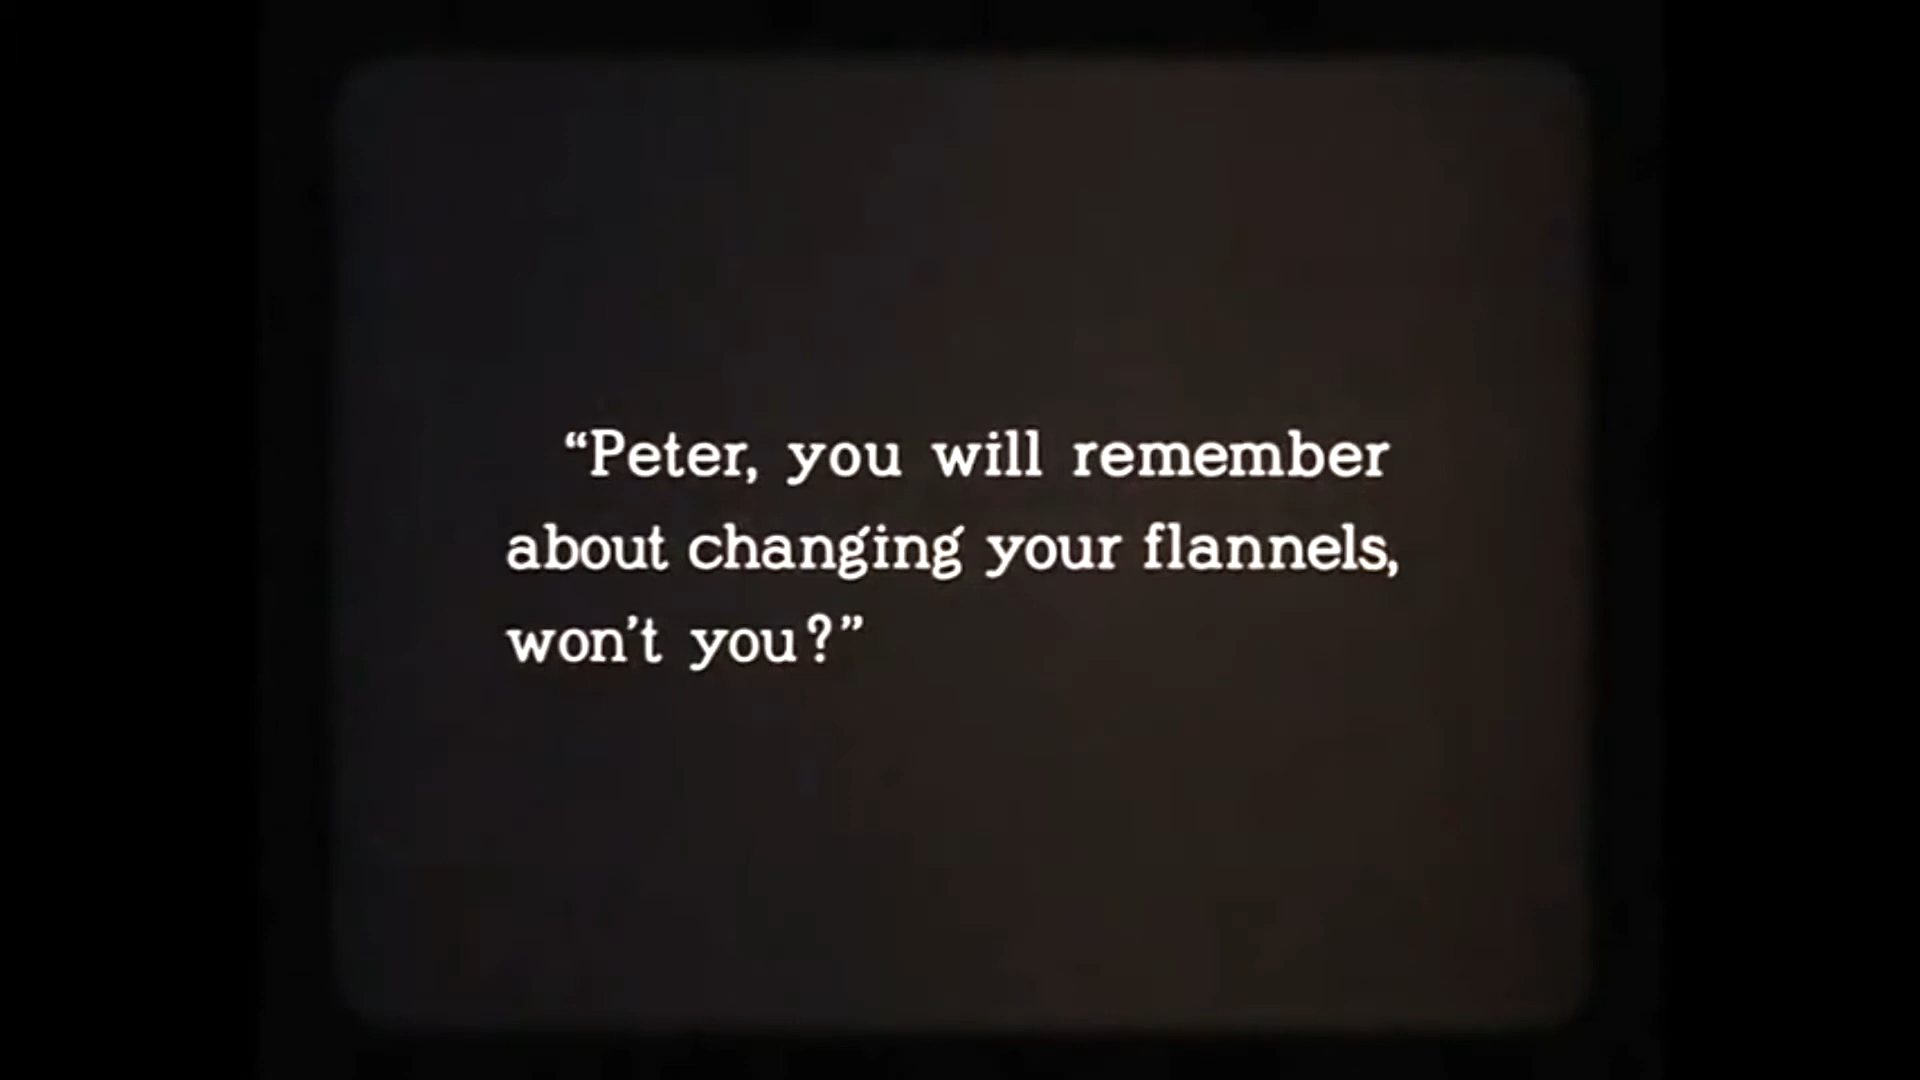 “Peter, you will remember
about changing your flannels,
won’t you?”